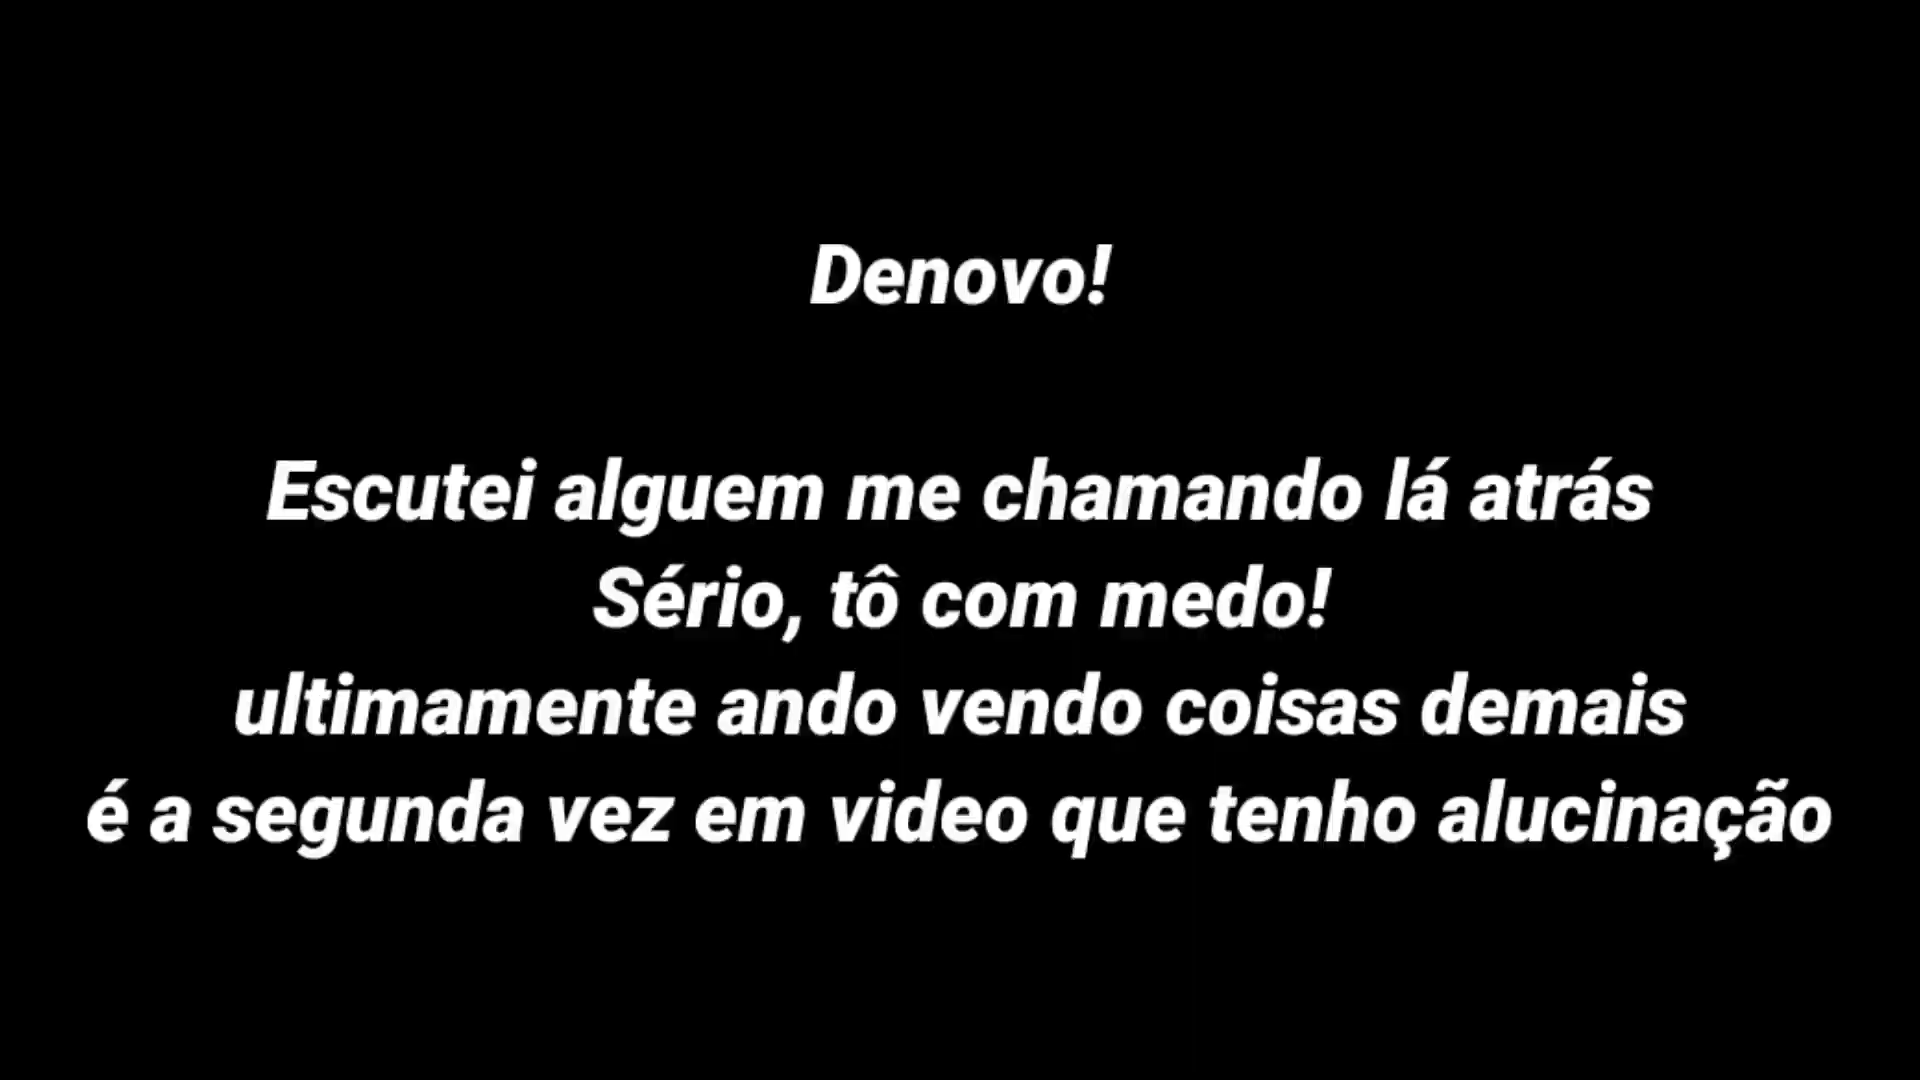 Denovo!
Escutei alguem me chamando lá atrás
Sério, tô com medo!
ultimamente ando vendo coisas demais
é a segunda vez em video que tenho alucinação